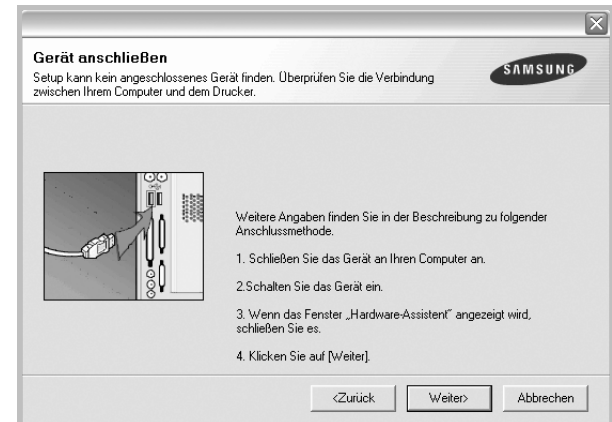 Gerät anschließen
Setup kann kein angeschlossenes Gerät finden. Überprüfen Sie die Verbindung
zwischen Ihrem Computer und dem Drucker.
SAMSUNG
Weitere Angaben finden Sie in der Beschreibung zu folgender
Anschlussmethode.
1. Schließen Sie das Gerät an Ihren Computer an.
2.Schalten Sie das Gerät ein.
3. Wenn das Fenster „Hardware-Assistent" angezeigt wird,
schließen Sie es.
4. Klicken Sie auf [Weiter].
<Zurück
Weiter>
Abbrechen